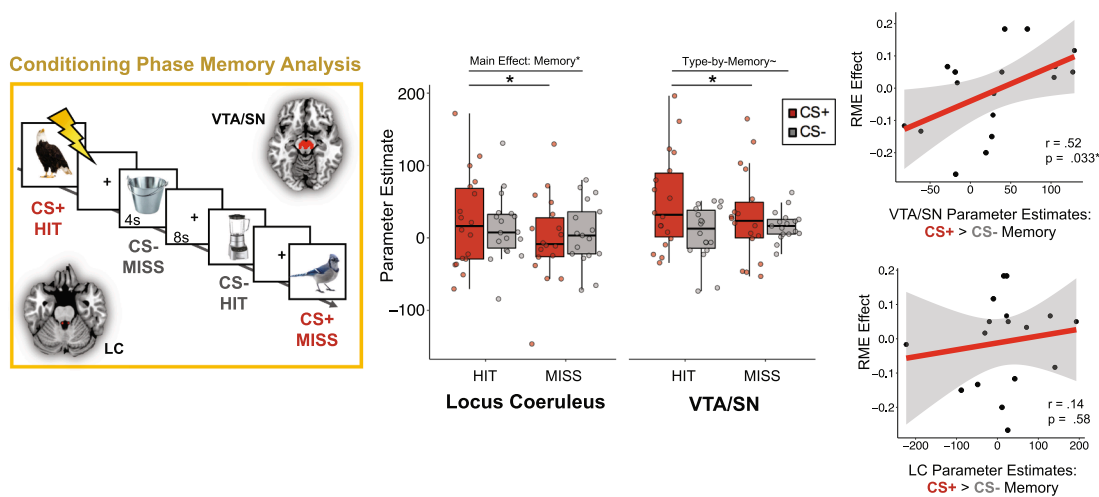 Conditioning Phase Memory Analysis
VTA/SN
+
CS+
HIT
4s
+
CS-
MISS
8s
+
CS-
HIT
CS+
MISS
LC
Main Effect: Memory*
*
Type-by-Memory~
*
CS+
CS-
Parameter Estimate
200
100
0
−100
HIT
MISS
HIT
MISS
Locus Coeruleus
VTA/SN
RME Effect
0.2
0.1
0.0
-0.1
-0.2
r = .52
p = .033*
-50
0
50
100
VTA/SN Parameter Estimates:
CS+ > CS- Memory
RME Effect
0.2
0.1
0.0
-0.1
-0.2
r = .14
p = .58
−200
-100
0
100
200
LC Parameter Estimates:
CS+ > CS- Memory